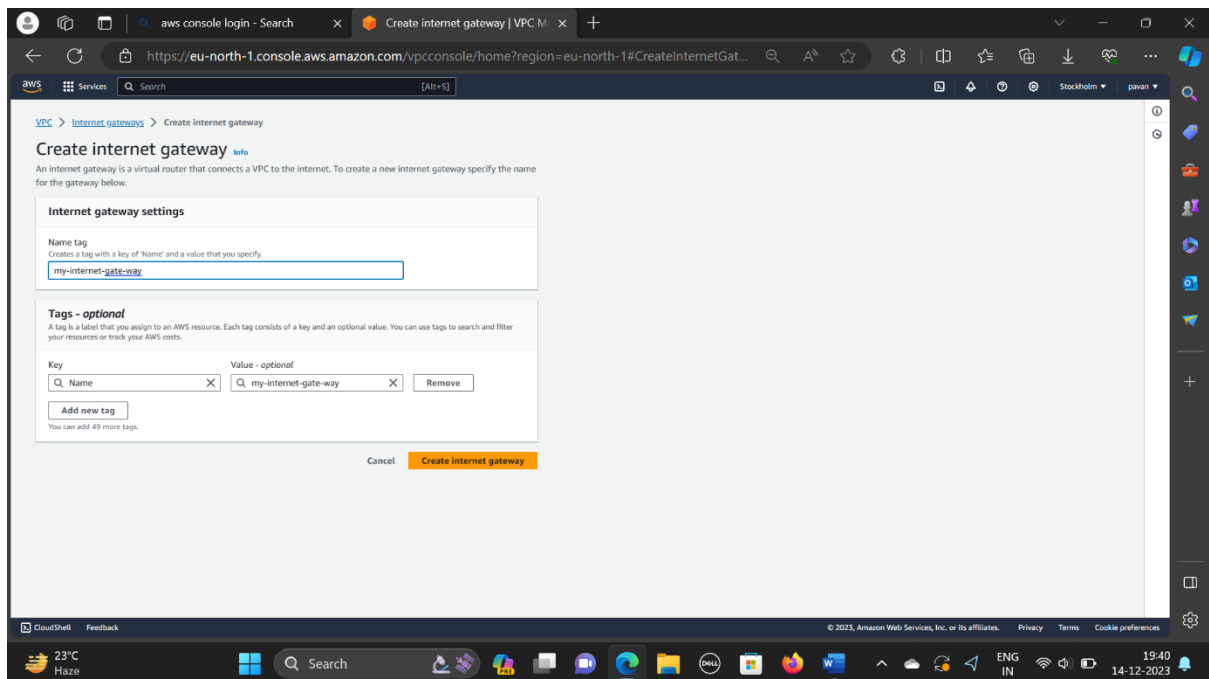 aws console login - Search
Create internet gateway | VPC M
https://eu-north-1.console.aws.amazon.com/vpcconsole/home?region=eu-north-1#CreateInternetGat...
aws
Services
Search
[Alt+S]
Stockholm
pavan
VPC > Internet gateways > Create internet gateway
Create internet gateway Info
An internet gateway is a virtual router that connects a VPC to the internet. To create a new internet gateway specify the name
for the gateway below.
Internet gateway settings
Name tag
Creates a tag with a key of 'Name' and a value that you specify.
my-internet-gate-way
Tags - optional
A tag is a label that you assign to an AWS resource. Each tag consists of a key and an optional value. You can use tags to search and filter
your resources or track your AWS costs.
Key
Value - optional
Name
my-internet-gate-way
Remove
Add new tag
You can add 49 more tags.
Cancel
Create internet gateway
CloudShell
Feedback
© 2023, Amazon Web Services, Inc. or its affiliates.
Privacy
Terms
Cookie preferences
23°C
Haze
Search
PRE
DELL
ENG
IN
19:40
14-12-2023